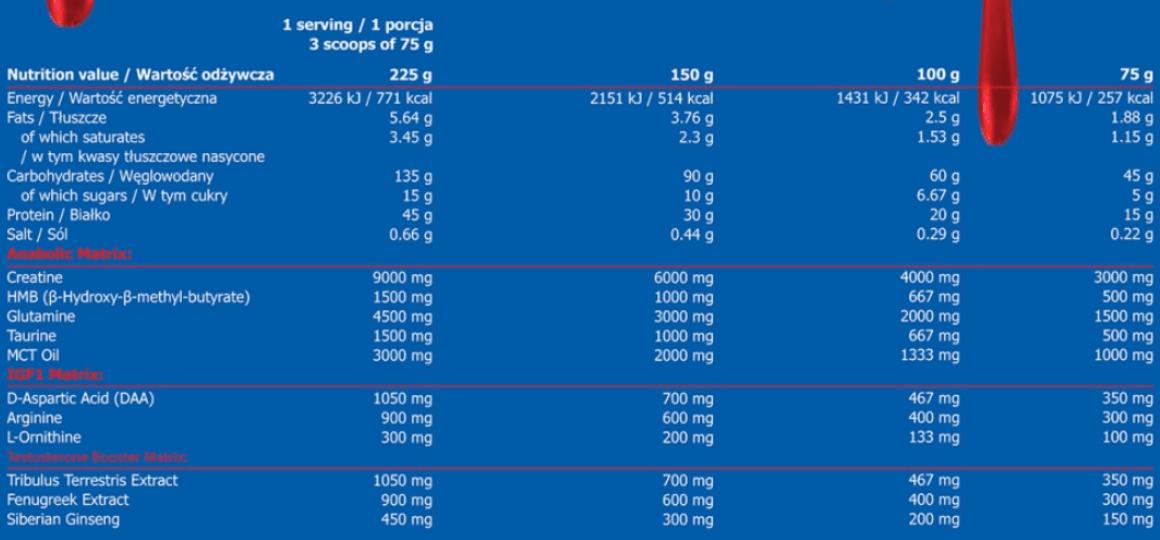 1 serving / 1 porcja
3 scoops of 75 g
Nutrition value / Wartość odżywcza 225 g 150 g 100 g 75 g
Energy / Wartość energetyczna 3226 kJ / 771 kcal 2151 kJ / 514 kcal 1431 kJ / 342 kcal 1075 kJ / 257 kcal
Fats / Tłuszcze 5.64 g 3.76 g 2.5 g 1.88 g
of which saturates 3.45 g 2.3 g 1.53 g 1.15 g
/ w tym kwasy tłuszczowe nasycone
Carbohydrates / Węglowodany 135 g 90 g 60 g 45 g
of which sugars / W tym cukry 15 g 10 g 6.67 g 5 g
Protein / Białko 45 g 30 g 20 g 15 g
Salt / Sól 0.66 g 0.44 g 0.29 g 0.22 g
Anabolic Matrix:
Creatine 9000 mg 6000 mg 4000 mg 3000 mg
HMB (β-Hydroxy-β-methyl-butyrate) 1500 mg 1000 mg 667 mg 500 mg
Glutamine 4500 mg 3000 mg 2000 mg 1500 mg
Taurine 1500 mg 1000 mg 667 mg 500 mg
MCT Oil 3000 mg 2000 mg 1333 mg 1000 mg
IGF1 Matrix:
D-Aspartic Acid (DAA) 1050 mg 700 mg 467 mg 350 mg
Arginine 900 mg 600 mg 400 mg 300 mg
L-Ornithine 300 mg 200 mg 133 mg 100 mg
Testosterone Booster Matrix:
Tribulus Terrestris Extract 1050 mg 700 mg 467 mg 350 mg
Fenugreek Extract 900 mg 600 mg 400 mg 300 mg
Siberian Ginseng 450 mg 300 mg 200 mg 150 mg